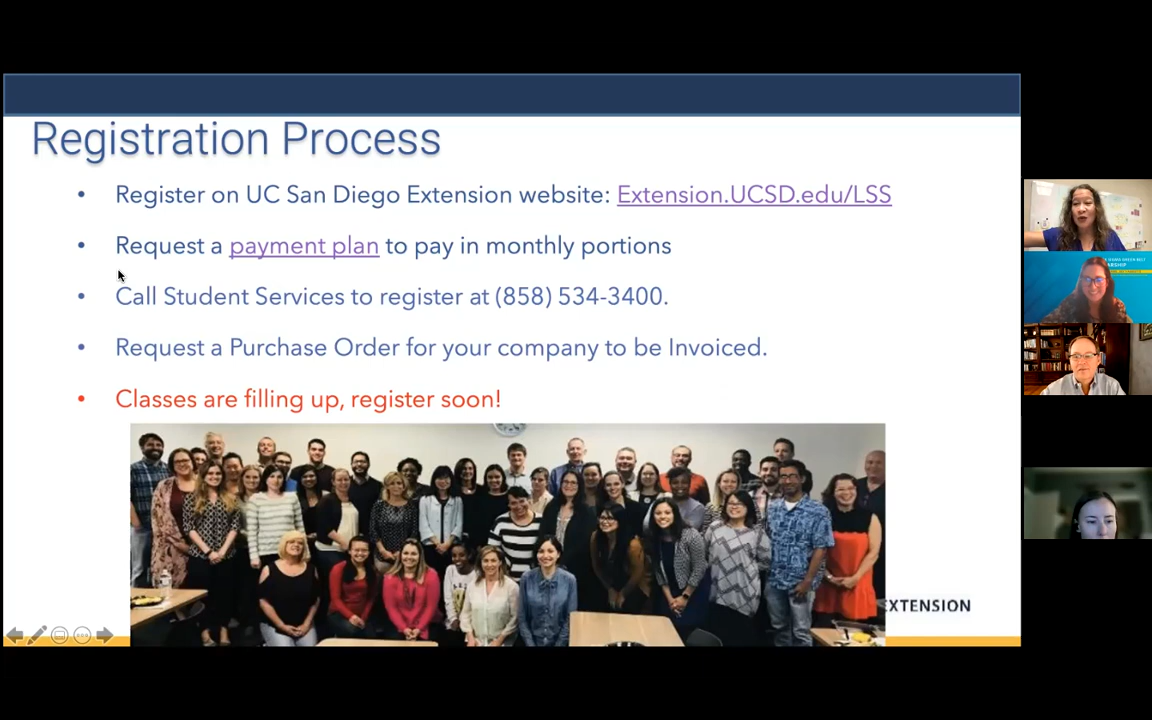 Registration Process
• Register on UC San Diego Extension website: Extension.UCSD.edu/LSS
• Request a payment plan to pay in monthly portions
• Call Student Services to register at (858) 534-3400.
• Request a Purchase Order for your company to be Invoiced.
• Classes are filling up, register soon!
EXTENSION